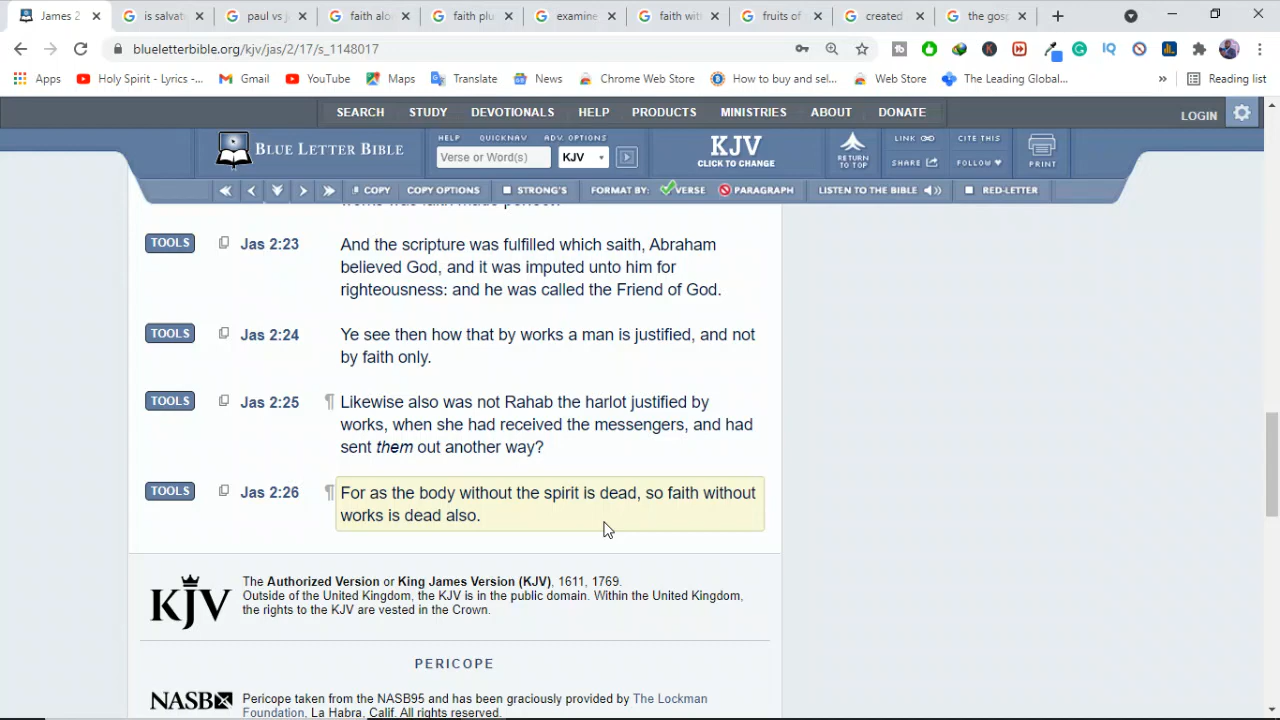 James 2
is salvat
paul vs j
faith alo
faith plu
examine
faith with
fruits of
created
the gosp
blueletterbible.org/kjv/jas/2/17/s_1148017
Apps
Holy Spirit - Lyrics -...
Gmail
YouTube
Maps
Translate
News
Chrome Web Store
How to buy and sel...
Web Store
The Leading Global...
»
Reading list
SEARCH STUDY DEVOTIONALS HELP PRODUCTS MINISTRIES ABOUT DONATE
LOGIN
BLUE LETTER BIBLE
HELP QUICKNAV ADV. OPTIONS
Verse or Word(s) KJV
KJV
CLICK TO CHANGE
RETURN
TO TOP
LINK
CITE THIS
SHARE
FOLLOW
PRINT
COPY COPY OPTIONS STRONG'S FORMAT BY: VERSE PARAGRAPH LISTEN TO THE BIBLE RED-LETTER
works was faith made perfect?
TOOLS Jas 2:23 And the scripture was fulfilled which saith, Abraham
believed God, and it was imputed unto him for
righteousness: and he was called the Friend of God.
TOOLS Jas 2:24 Ye see then how that by works a man is justified, and not
by faith only.
TOOLS Jas 2:25 ¶ Likewise also was not Rahab the harlot justified by
works, when she had received the messengers, and had
sent them out another way?
TOOLS Jas 2:26 ¶ For as the body without the spirit is dead, so faith without
works is dead also.
KJV
The Authorized Version or King James Version (KJV), 1611, 1769.
Outside of the United Kingdom, the KJV is in the public domain. Within the United Kingdom,
the rights to the KJV are vested in the Crown.
PERICOPE
NASB
Pericope taken from the NASB95 and has been graciously provided by The Lockman
Foundation, La Habra, Calif. All rights reserved.